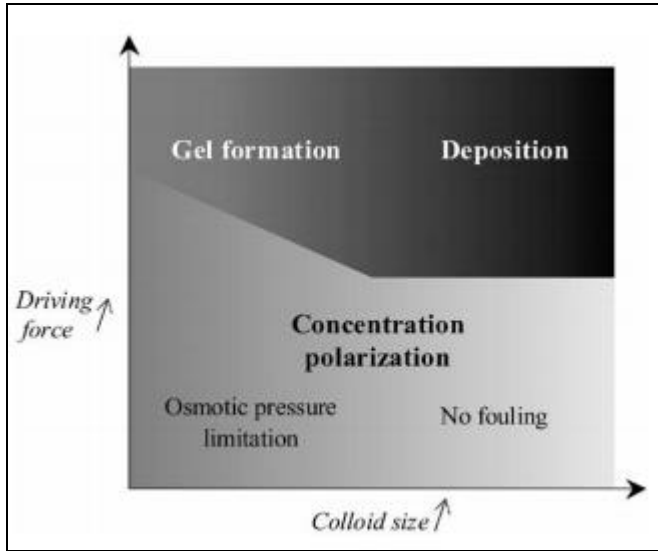 Gel formation
Deposition
Driving
force
Concentration
polarization
Osmotic pressure
limitation
No fouling
Colloid size